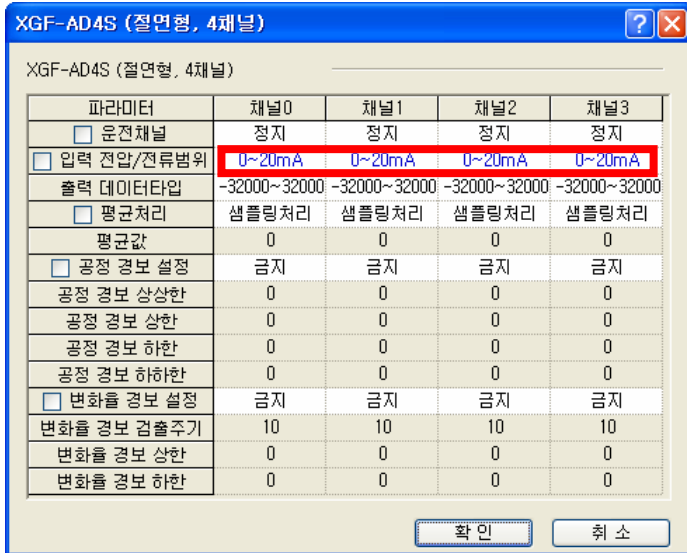 XGF-AD4S (절연형, 4채널)
XGF-AD4S (절연형, 4채널)
파라미터 채널0 채널1 채널2 채널3
운전채널 정지 정지 정지 정지
입력 전압/전류범위 0~20mA 0~20mA 0~20mA 0~20mA
출력 데이터타입 -32000~32000 -32000~32000 -32000~32000 -32000~32000
평균처리 샘플링처리 샘플링처리 샘플링처리 샘플링처리
평균값 0 0 0 0
공정 경보 설정 금지 금지 금지 금지
공정 경보 상상한 0 0 0 0
공정 경보 상한 0 0 0 0
공정 경보 하한 0 0 0 0
공정 경보 하하한 0 0 0 0
변화율 경보 설정 금지 금지 금지 금지
변화율 경보 검출주기 10 10 10 10
변화율 경보 상한 0 0 0 0
변화율 경보 하한 0 0 0 0
확 인 취 소